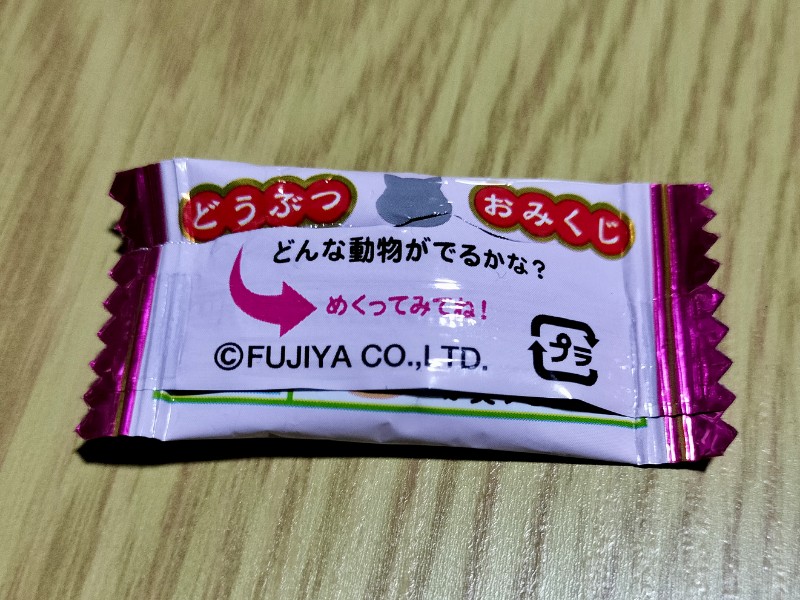 どうぶつ おみくじ
どんな動物がでるかな?
めくってみてね!
©FUJIYA CO.,LTD.
プラ